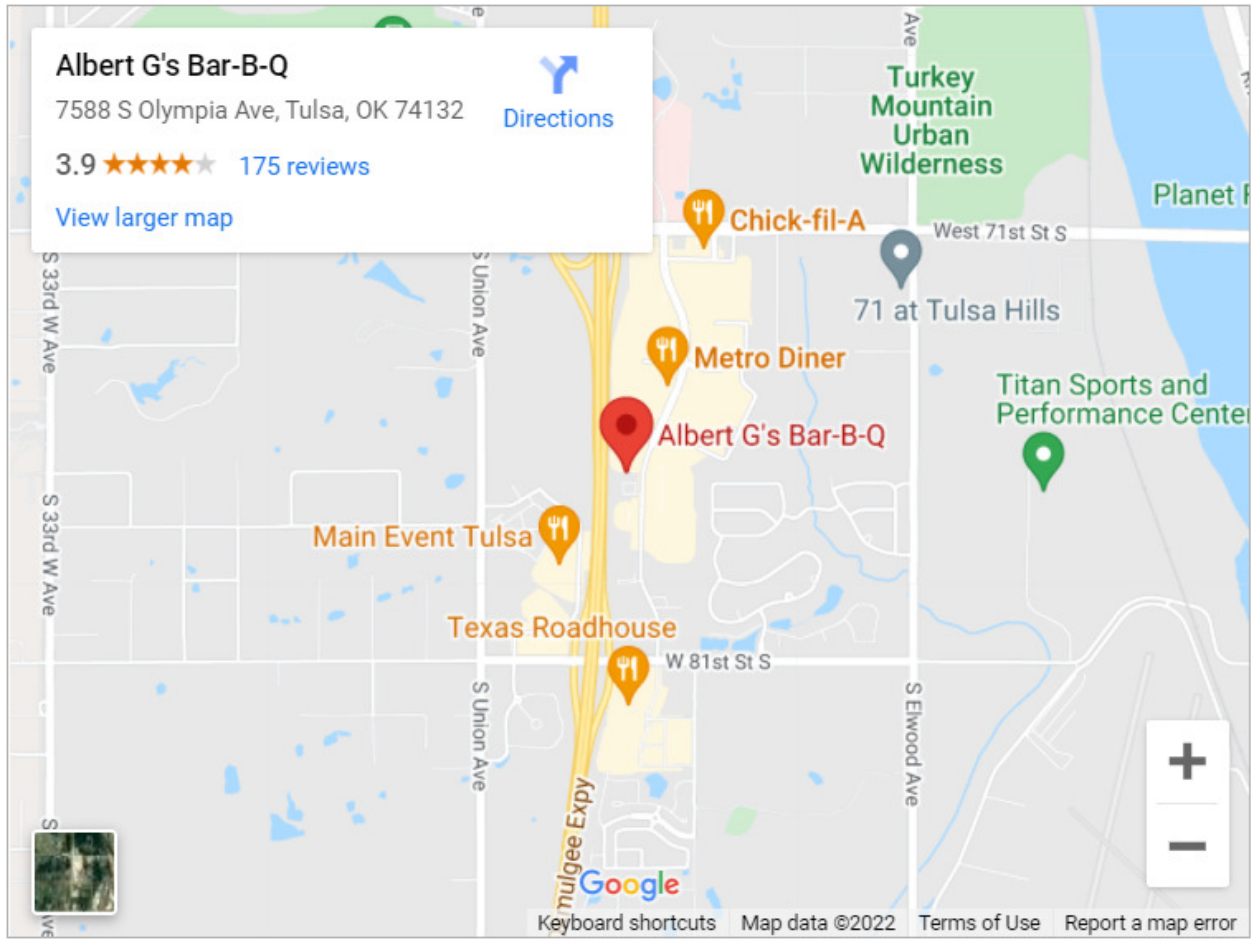 Albert G's Bar-B-Q
7588 S Olympia Ave, Tulsa, OK 74132
Directions
3.9
175 reviews
View larger map
Ave
Turkey
Mountain
Urban
Wilderness
Planet F
Chick-fil-A
West 71st St S
S 33rd W Ave
S Union Ave
71 at Tulsa Hills
Metro Diner
Titan Sports and
Performance Cente
Albert G's Bar-B-Q
S 33rd W Ave
Main Event Tulsa
Texas Roadhouse
W 81st St S
S Union Ave
S Elwood Ave
mulgee Expy
Google
Keyboard shortcuts
Map data ©2022
Terms of Use
Report a map error